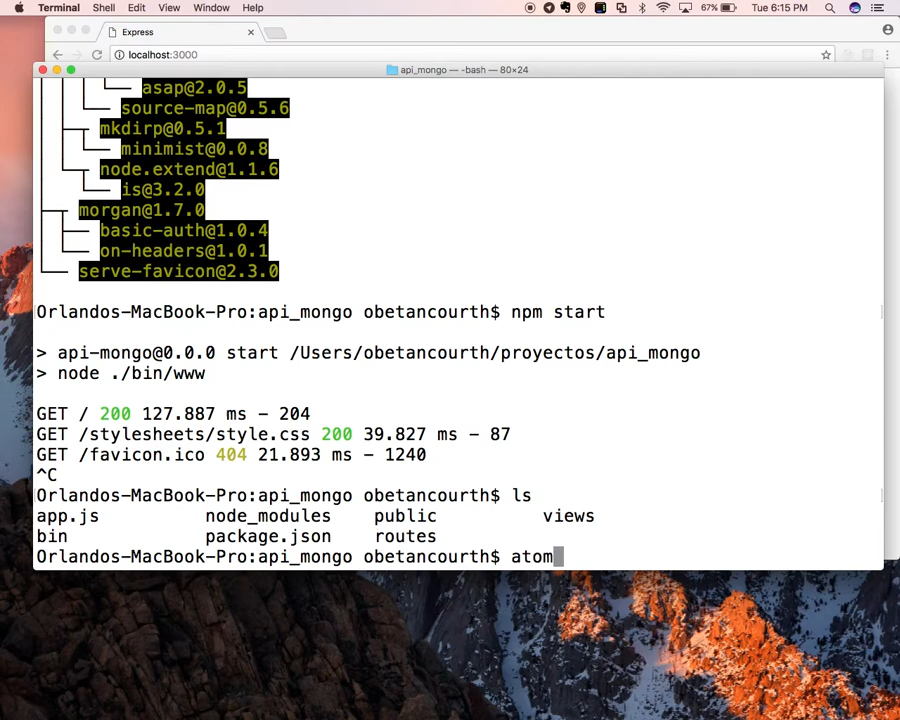 Terminal Shell Edit View Window Help 67% Tue 6:15 PM
Express
localhost:3000
api_mongo — -bash — 80×24
asap@2.0.5
source-map@0.5.6
mkdirp@0.5.1
minimist@0.0.8
node.extend@1.1.6
is@3.2.0
morgan@1.7.0
basic-auth@1.0.4
on-headers@1.0.1
serve-favicon@2.3.0
Orlandos-MacBook-Pro:api_mongo obetancourth$ npm start
> api-mongo@0.0.0 start /Users/obetancourth/proyectos/api_mongo
> node ./bin/www
GET / 200 127.887 ms - 204
GET /stylesheets/style.css 200 39.827 ms - 87
GET /favicon.ico 404 21.893 ms - 1240
^C
Orlandos-MacBook-Pro:api_mongo obetancourth$ ls
app.js node_modules public views
bin package.json routes
Orlandos-MacBook-Pro:api_mongo obetancourth$ atom